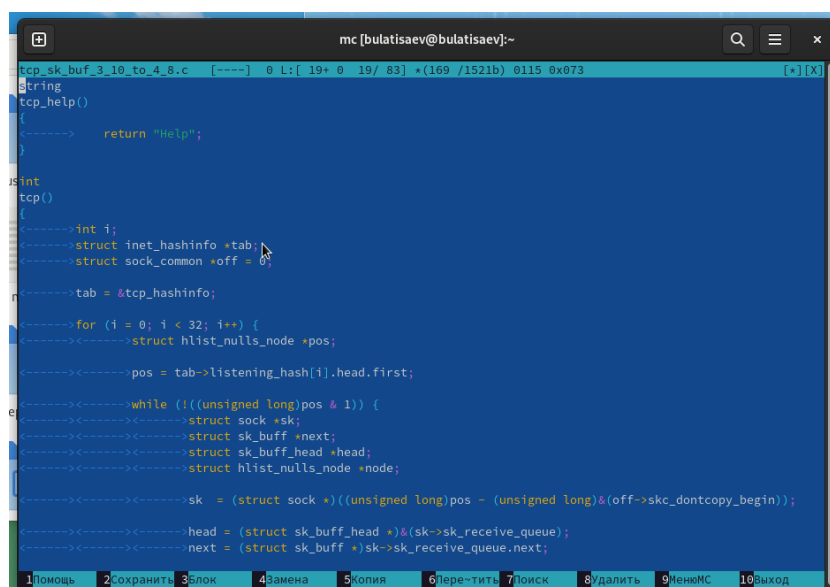 mc [bulatisaev@bulatisaev]:~
tcp_sk_buf_3_10_to_4_8.c [----] 0 L:[ 19+ 0 19/ 83] *(169 /1521b) 0115 0x073 [*][X]
string
tcp_help()
{
<------> return "Help";
}
int
tcp()
{
<------>int i;
<------>struct inet_hashinfo *tab;
<------>struct sock_common *off = 0;
<------>tab = &tcp_hashinfo;
<------>for (i = 0; i < 32; i++) {
<------><------>struct hlist_nulls_node *pos;
<------><------>pos = tab->listening_hash[i].head.first;
<------><------>while (!((unsigned long)pos & 1)) {
<------><------><------>struct sock *sk;
<------><------><------>struct sk_buff *next;
<------><------><------>struct sk_buff_head *head;
<------><------><------>struct hlist_nulls_node *node;
<------><------><------>sk = (struct sock *)((unsigned long)pos - (unsigned long)&(off->skc_dontcopy_begin));
<------><------><------>head = (struct sk_buff_head *)&(sk->sk_receive_queue);
<------><------><------>next = (struct sk_buff *)sk->sk_receive_queue.next;
1Помощь 2Сохранить 3Блок 4Замена 5Копия 6Пере~тить 7Поиск 8Удалить 9МенюMC 10Выход